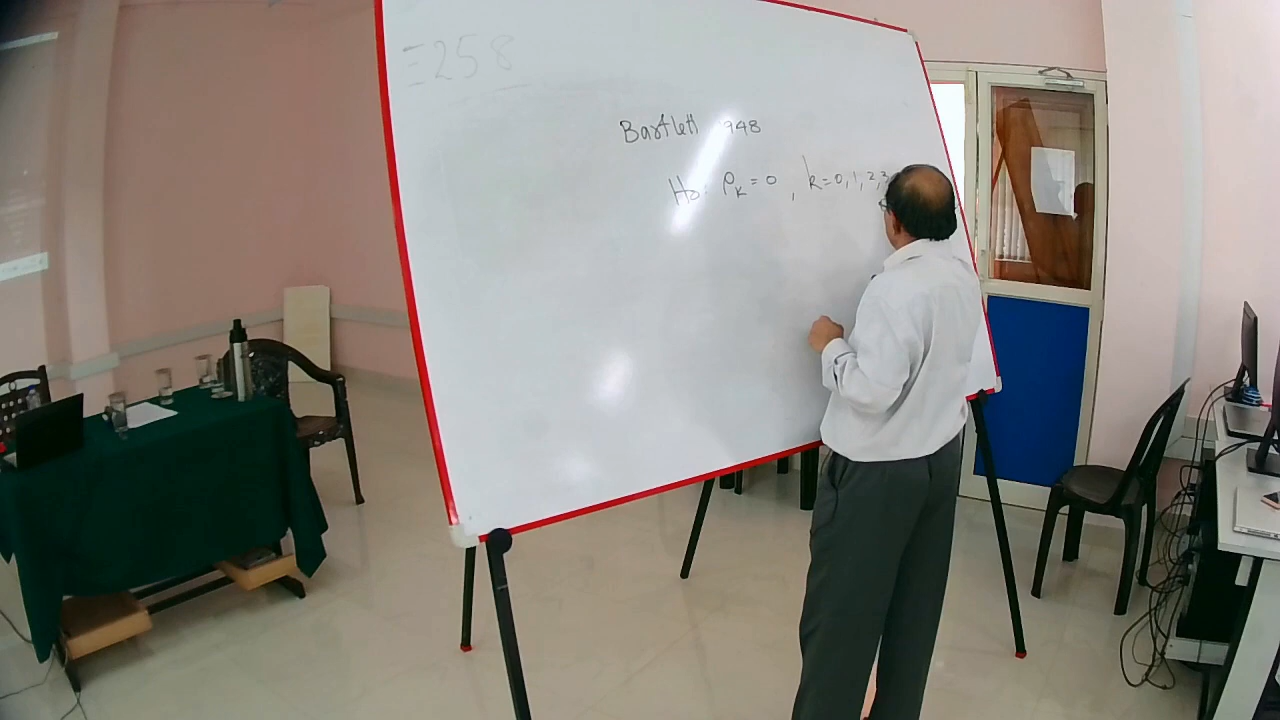 =258
Bartlett 948
H0: ρK=0, k=0,1,2,3